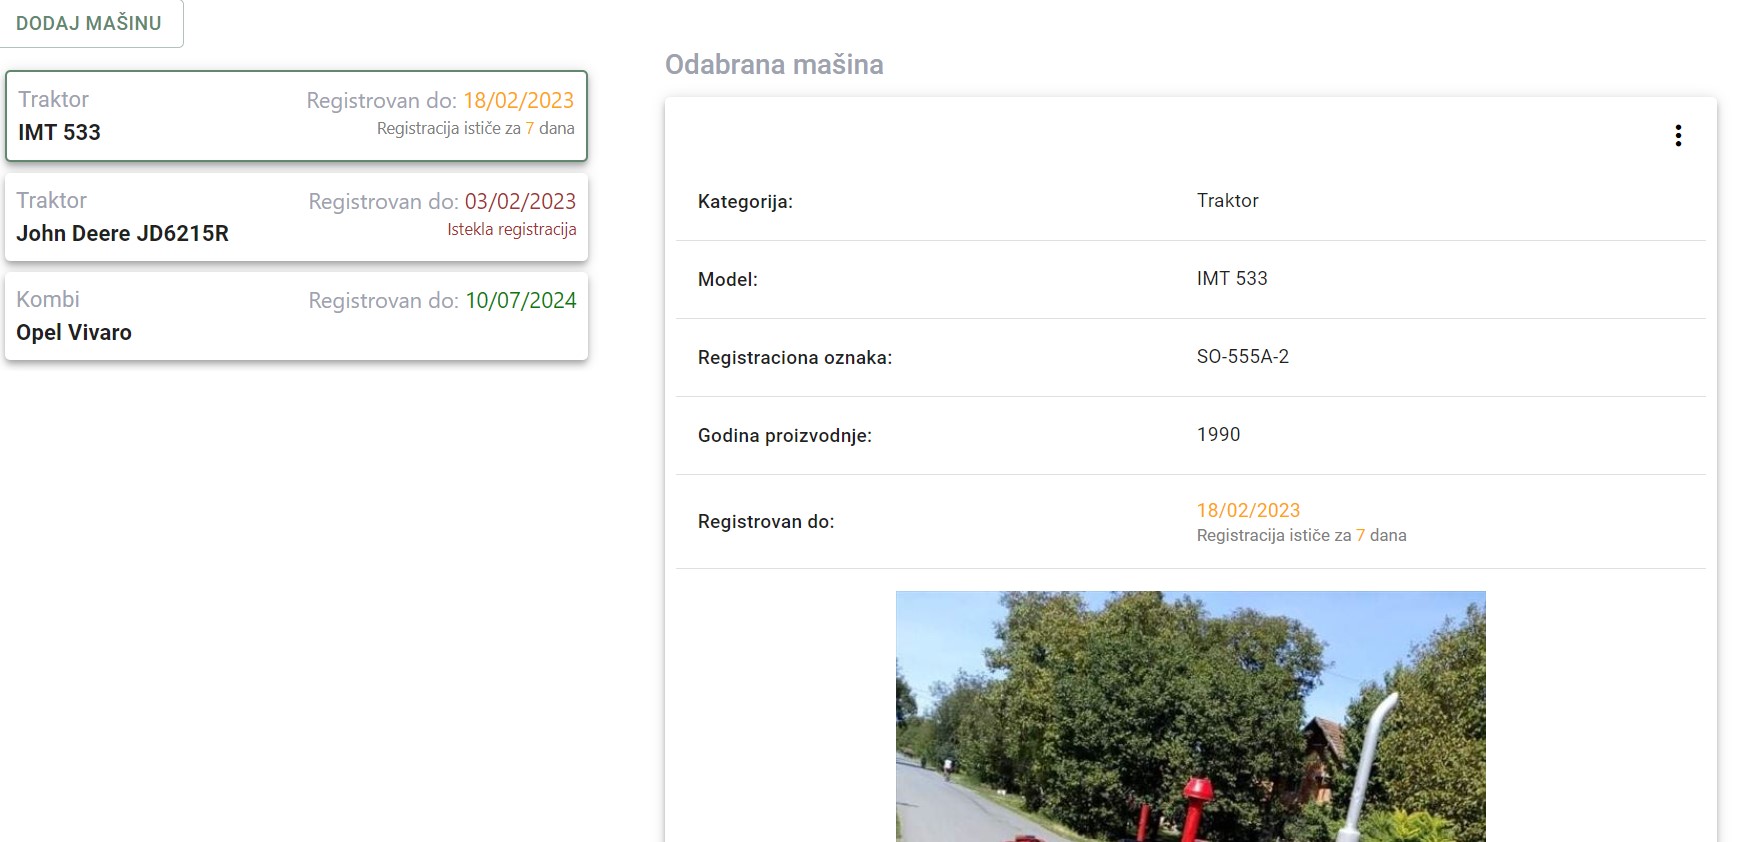 DODAJ MAŠINU
Traktor
Registrovan do: 18/02/2023
IMT 533
Registracija ističe za 7 dana
Traktor
Registrovan do: 03/02/2023
John Deere JD6215R
Istekla registracija
Kombi
Registrovan do: 10/07/2024
Opel Vivaro
Odabrana mašina
Kategorija: Traktor
Model: IMT 533
Registraciona oznaka: SO-555A-2
Godina proizvodnje: 1990
Registrovan do: 18/02/2023
Registracija ističe za 7 dana